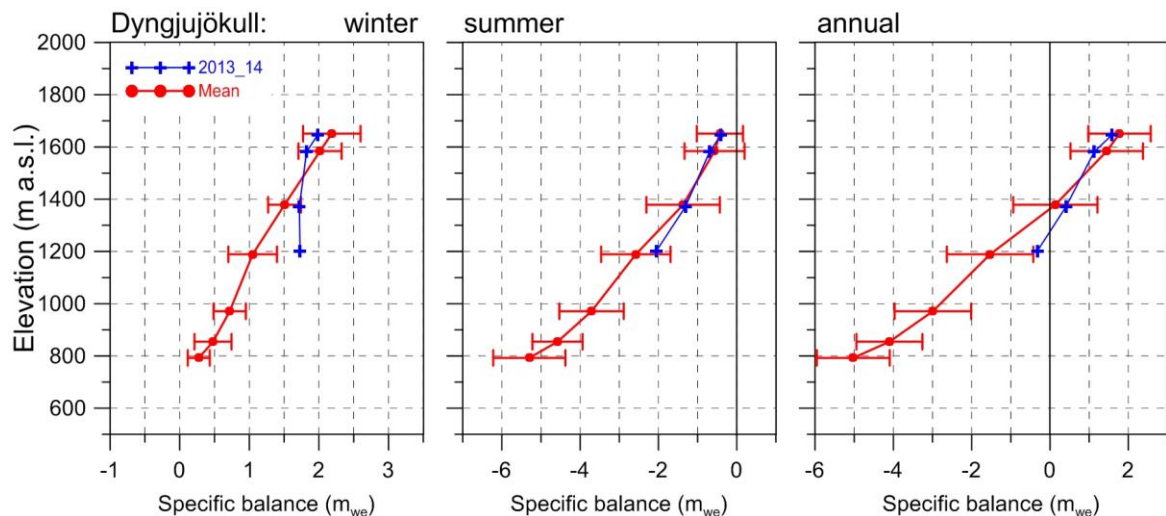 Dyngjujökull: winter summer annual
2000
1800
1600
1400
1200
1000
800
600
Elevation (m a.s.l.)
2013_14
Mean
-1 0 1 2 3
-6 -4 -2 0
-6 -4 -2 0 2
Specific balance (mwe) Specific balance (mwe) Specific balance (mwe)